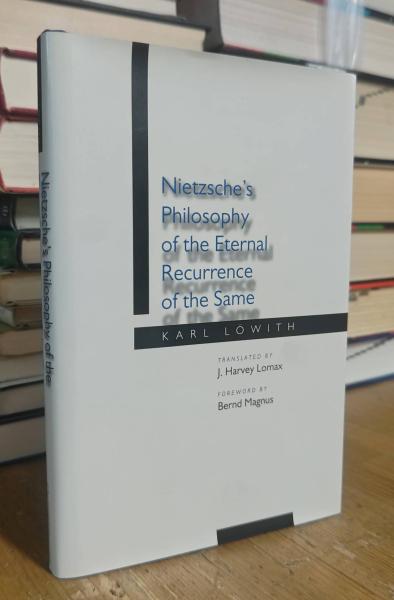 Nietzsche's
Philosophy
of the Eternal
Recurrence
of the Same
KARL LÖWITH
TRANSLATED BY
J. Harvey Lomax
FOREWORD BY
Bernd Magnus
Nietzsche's Philosophy of the